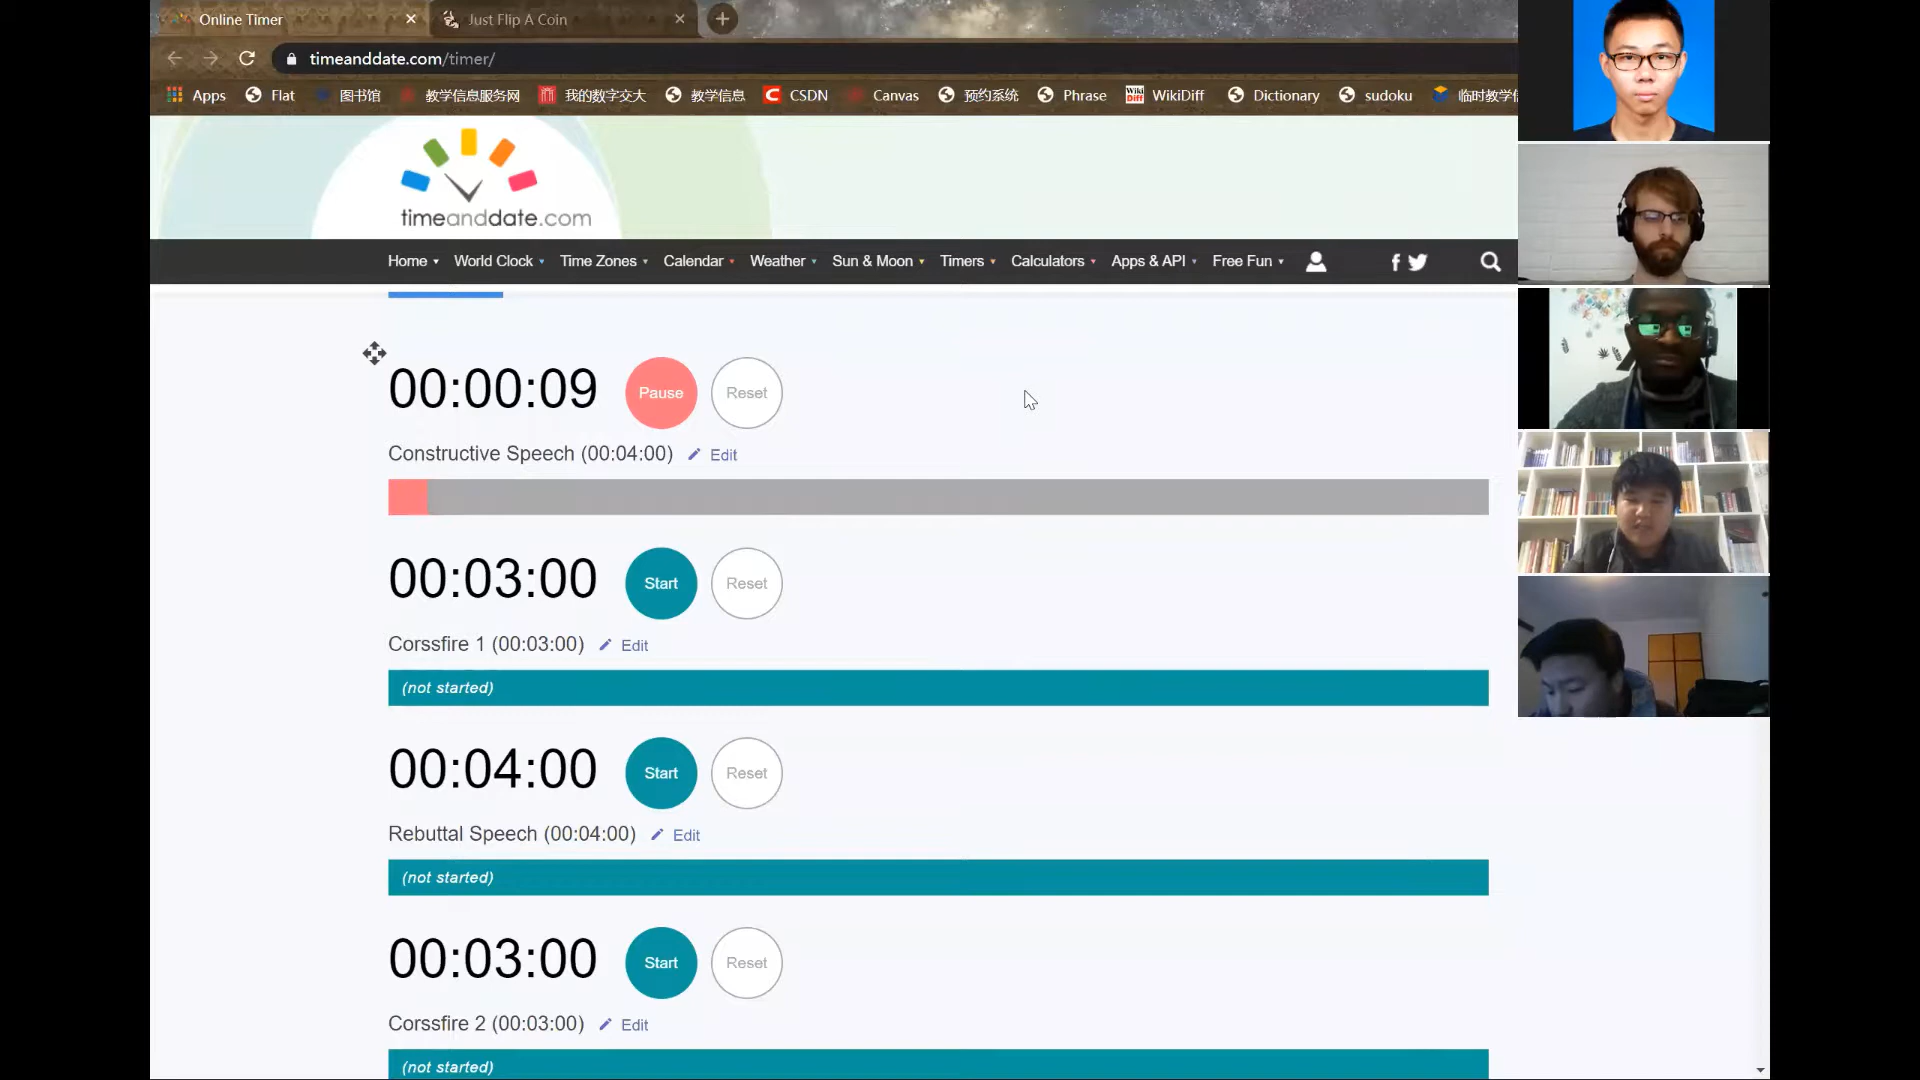 Online Timer
Just Flip A Coin
timeanddate.com/timer/
Apps Flat 图书馆 教学信息服务网 我的数字交大 教学信息 CSDN Canvas 预约系统 Phrase WikiDiff Dictionary sudoku
timeanddate.com
Home World Clock Time Zones Calendar Weather Sun & Moon Timers Calculators Apps & API Free Fun
00:00:09 Pause Reset
Constructive Speech (00:04:00) Edit
00:03:00 Start Reset
Corssfire 1 (00:03:00) Edit
(not started)
00:04:00 Start Reset
Rebuttal Speech (00:04:00) Edit
(not started)
00:03:00 Start Reset
Corssfire 2 (00:03:00) Edit
(not started)